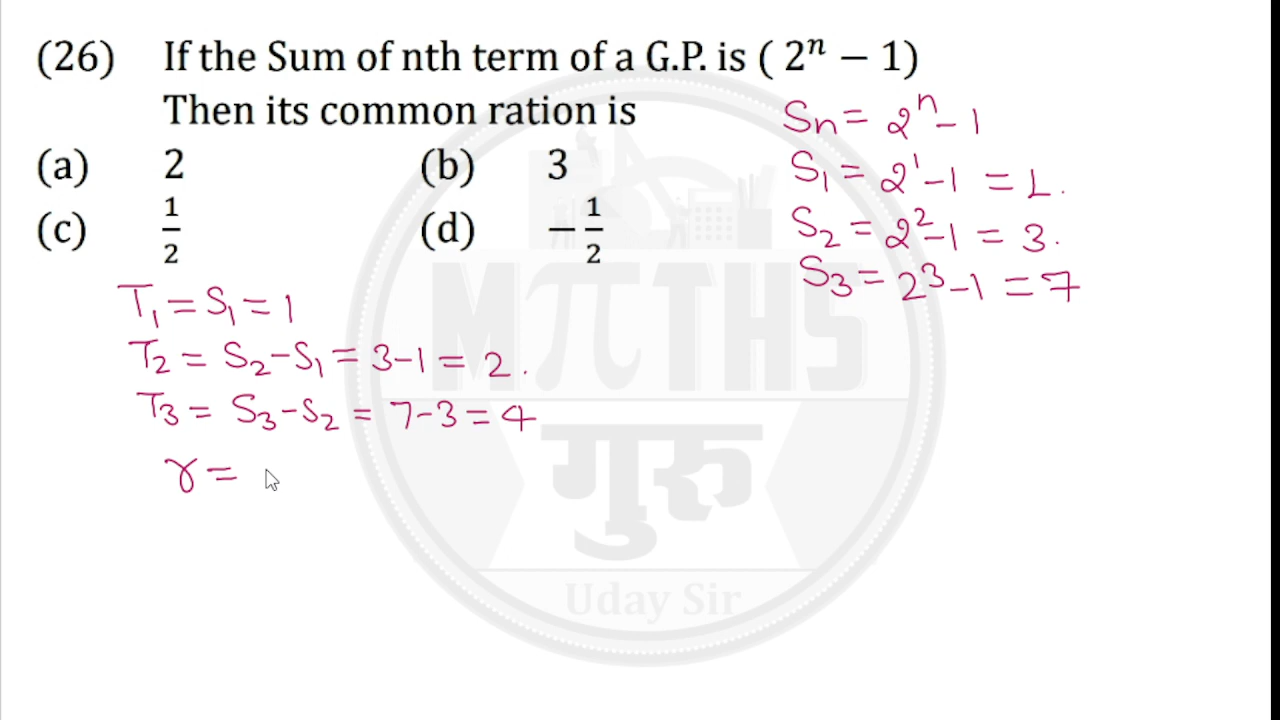 (26) If the Sum of nth term of a G.P. is ( 2ⁿ − 1)
Then its common ration is
(a) 2 (b) 3
(c) 1/2 (d) −1/2
Sn = 2ⁿ - 1
S₁ = 2¹ - 1 = 1.
S₂ = 2² - 1 = 3.
S₃ = 2³ - 1 = 7
T₁ = S₁ = 1
T₂ = S₂ - S₁ = 3 - 1 = 2.
T₃ = S₃ - S₂ = 7 - 3 = 4
r =
MπTHS
गुरू
Uday Sir